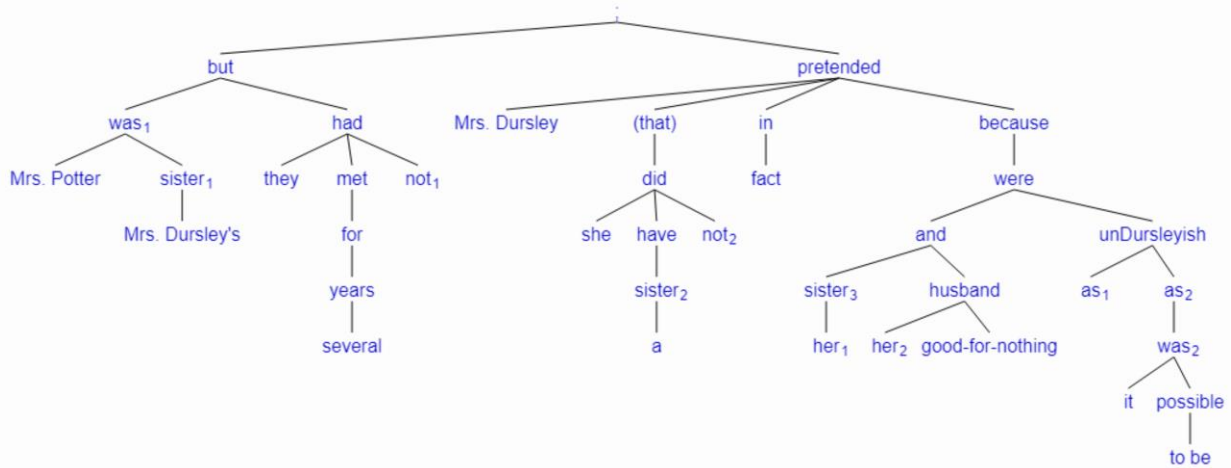 ;
but pretended
was₁ had Mrs. Dursley (that) in because
Mrs. Potter sister₁ they met not₁ did fact were
Mrs. Dursley's for she have not₂ and unDursleyish
years sister₂ sister₃ husband as₁ as₂
several a her₁ her₂ good-for-nothing was₂
it possible
to be